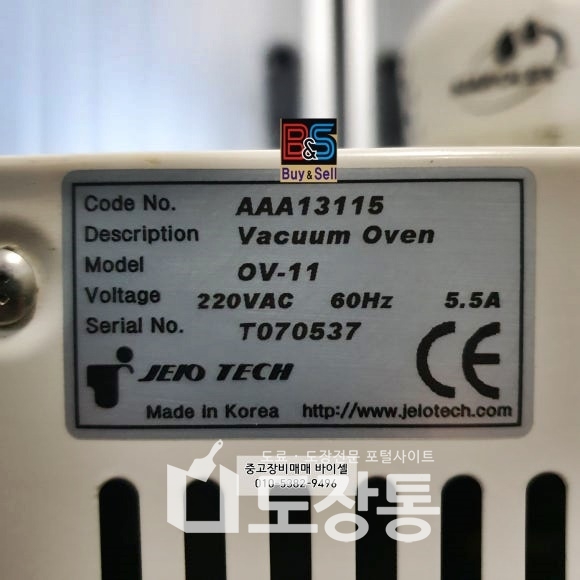 B&S
Buy & Sell
Code No. AAA13115
Description Vacuum Oven
Model OV-11
Voltage 220VAC 60Hz 5.5A
Serial No. T070537
CE
JEIO TECH
Made in Korea http://www.jeiotech.com
도료 · 도장전문 포털사이트
중고장비매매 바이셀
010-5382-9496
도장통